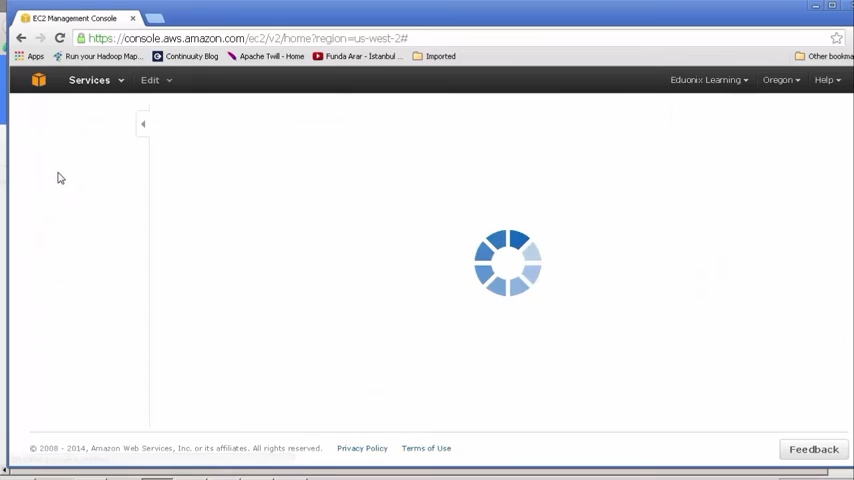 EC2 Management Console
https://console.aws.amazon.com/ec2/v2/home?region=us-west-2#
Apps Run your Hadoop Map... Continuuity Blog Apache Twill - Home Funda Arar - Istanbul ... Imported Other bookma
Services Edit Eduonix Learning Oregon Help
© 2008 - 2014, Amazon Web Services, Inc. or its affiliates. All rights reserved. Privacy Policy Terms of Use Feedback